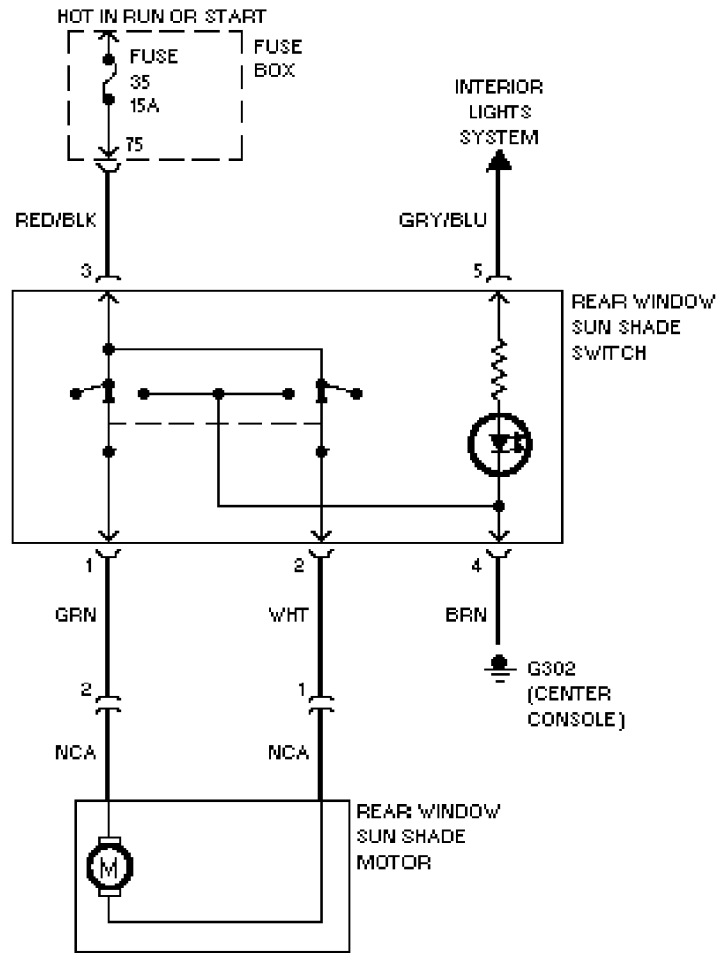 HOT IN RUN OR START
FUSE
35
15A
75
FUSE
BOX
INTERIOR
LIGHTS
SYSTEM
RED/BLK
GRY/BLU
3
5
REAR WINDOW
SUN SHADE
SWITCH
1
2
4
GRN
WHT
BRN
2
1
G302
(CENTER
CONSOLE)
NCA
NCA
REAR WINDOW
SUN SHADE
MOTOR
M